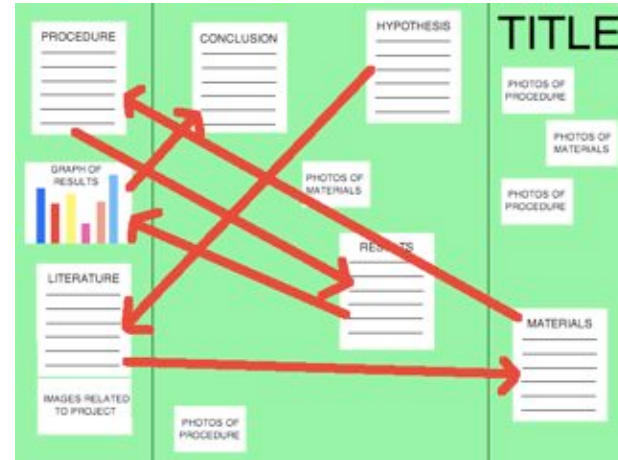 PROCEDURE
CONCLUSION
HYPOTHESIS
TITLE
PHOTOS OF
PROCEDURE
PHOTOS OF
MATERIALS
GRAPH OF
RESULTS
PHOTOS OF
MATERIALS
PHOTOS OF
PROCEDURE
RESULTS
LITERATURE
MATERIALS
IMAGES RELATED
TO PROJECT
PHOTOS OF
PROCEDURE